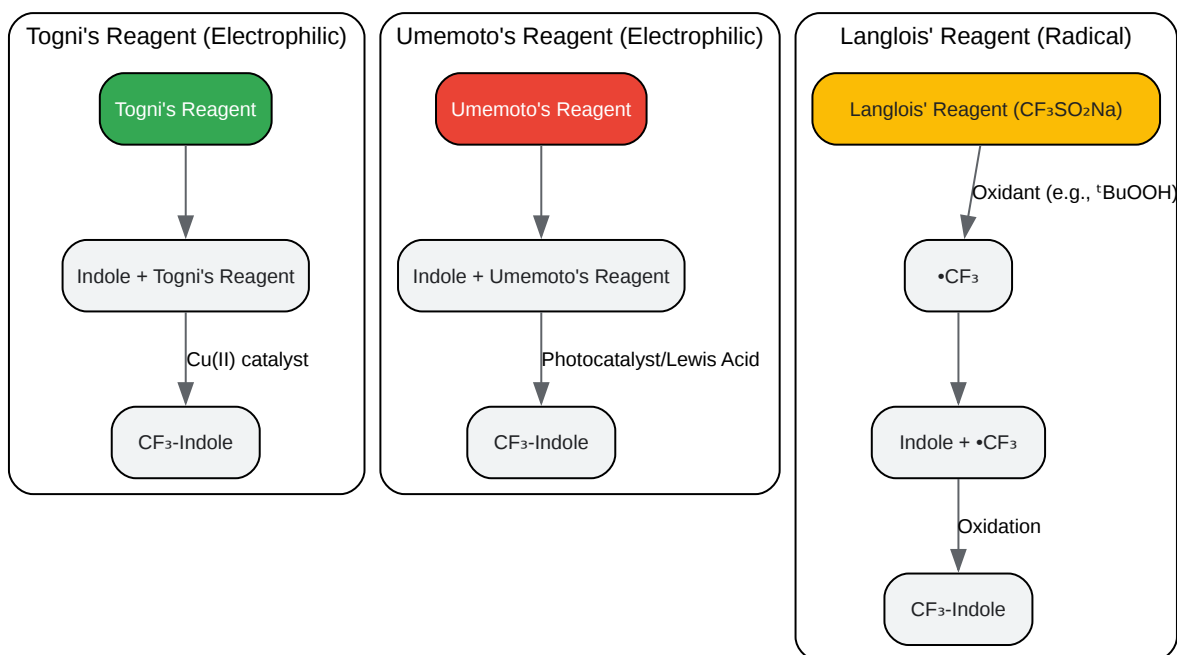 Togni's Reagent (Electrophilic)
Togni's Reagent
Indole + Togni's Reagent
Cu(II) catalyst
CF₃-Indole
Umemoto's Reagent (Electrophilic)
Umemoto's Reagent
Indole + Umemoto's Reagent
Photocatalyst/Lewis Acid
CF₃-Indole
Langlois' Reagent (Radical)
Langlois' Reagent (CF₃SO₂Na)
Oxidant (e.g., ᵗBuOOH)
•CF₃
Indole + •CF₃
Oxidation
CF₃-Indole